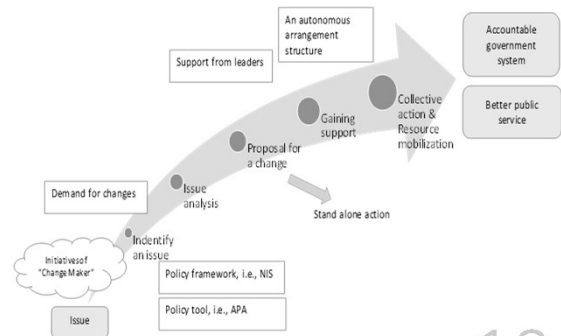 An autonomous
arrangement
structure
Support from leaders
Accountable
government
system
Better public
service
Collective
action &
Resource
mobilization
Gaining
support
Proposal for
a change
Issue
analysis
Stand alone action
Demand for changes
Indentify
an issue
Initiatives of
"Change Maker"
Policy framework, i.e., NIS
Policy tool, i.e., APA
Issue